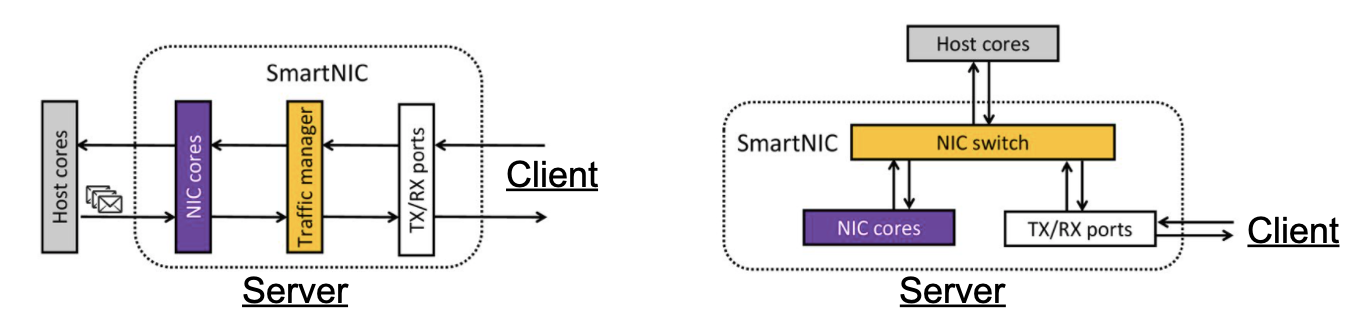 SmartNIC
Host cores
NIC cores
Traffic manager
TX/RX ports
Client
Server
Host cores
SmartNIC
NIC switch
NIC cores
TX/RX ports
Client
Server